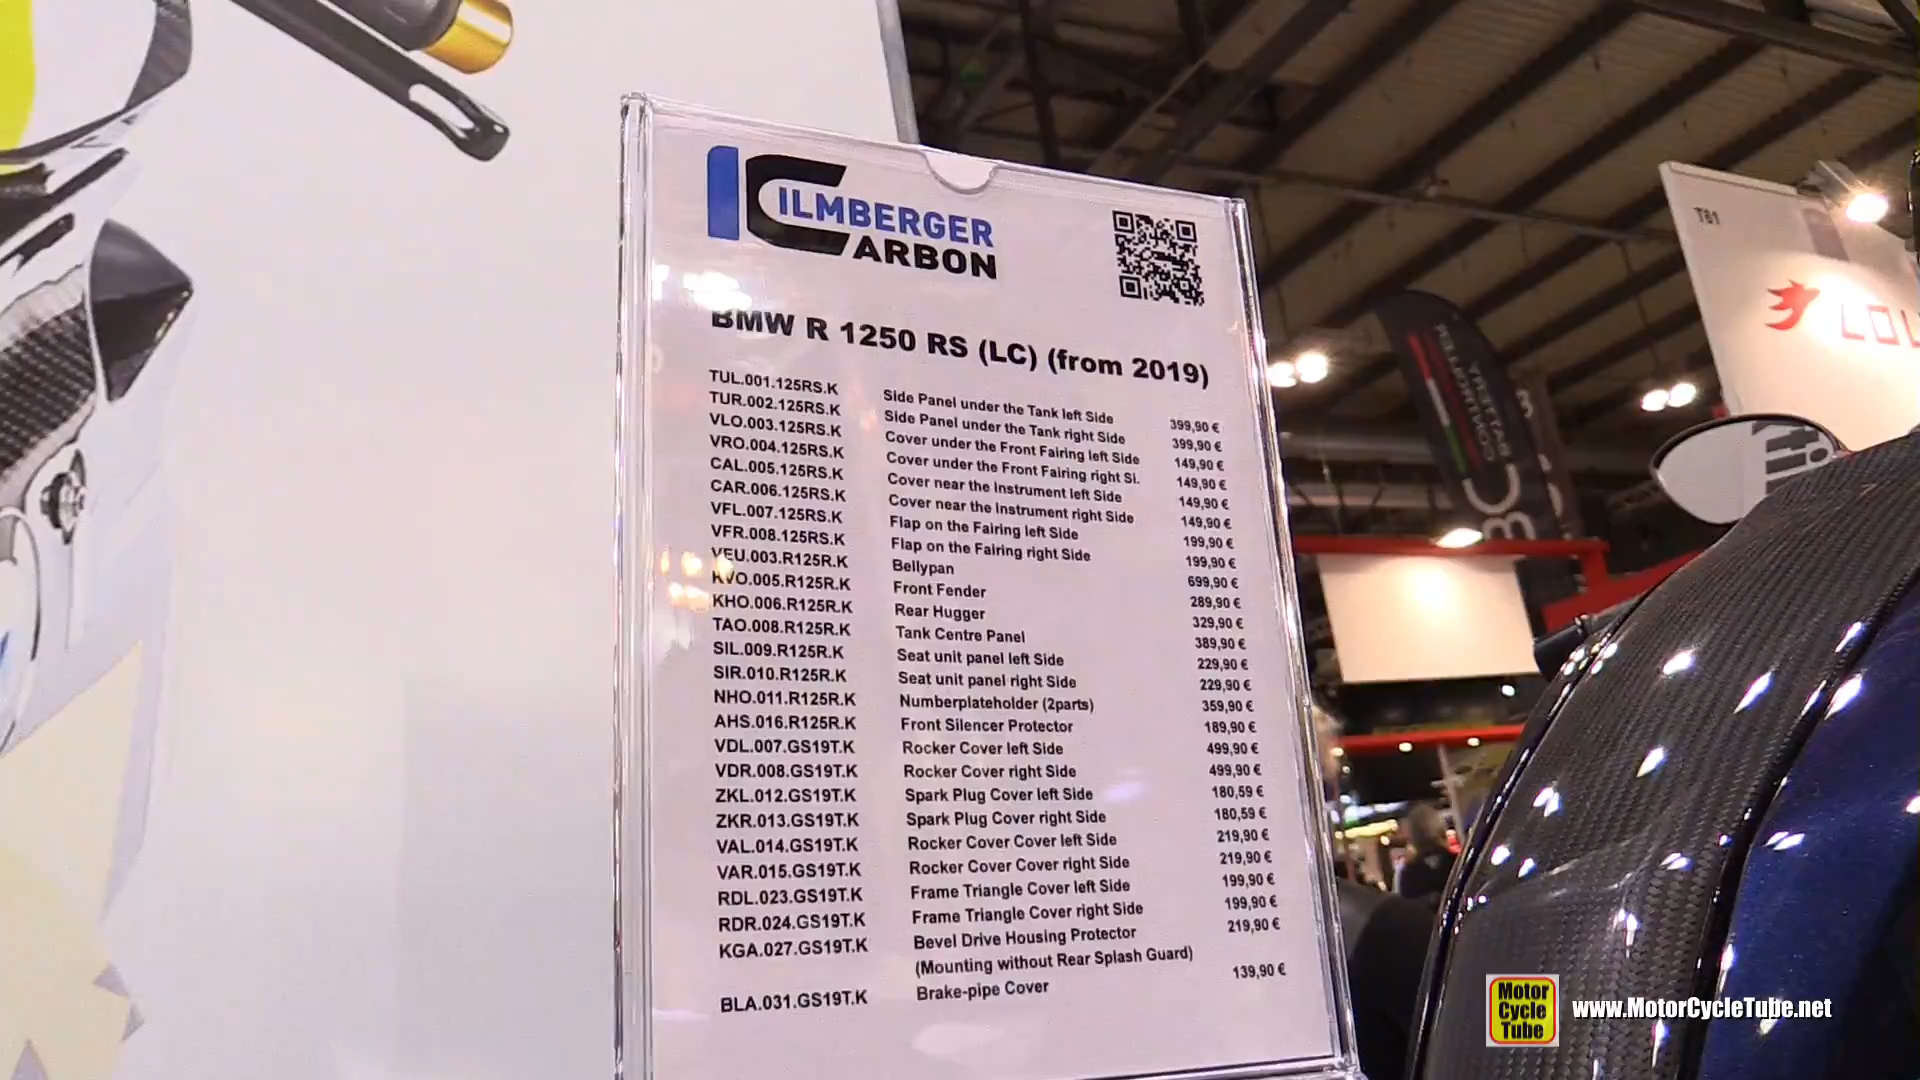 ILMBERGER
CARBON
BMW R 1250 RS (LC) (from 2019)
TUL.001.125RS.K Side Panel under the Tank left Side 399,90 €
TUR.002.125RS.K Side Panel under the Tank right Side 399,90 €
VLO.003.125RS.K Cover under the Front Fairing left Side 149,90 €
VRO.004.125RS.K Cover under the Front Fairing right Si. 149,90 €
CAL.005.125RS.K Cover near the Instrument left Side 149,90 €
CAR.006.125RS.K Cover near the Instrument right Side 149,90 €
VFL.007.125RS.K Flap on the Fairing left Side 199,90 €
VFR.008.125RS.K Flap on the Fairing right Side 199,90 €
VEU.003.R125R.K Bellypan 699,90 €
KVO.005.R125R.K Front Fender 289,90 €
KHO.006.R125R.K Rear Hugger 329,90 €
TAO.008.R125R.K Tank Centre Panel 389,90 €
SIL.009.R125R.K Seat unit panel left Side 229,90 €
SIR.010.R125R.K Seat unit panel right Side 229,90 €
NHO.011.R125R.K Numberplateholder (2parts) 359,90 €
AHS.016.R125R.K Front Silencer Protector 189,90 €
VDL.007.GS19T.K Rocker Cover left Side 499,90 €
VDR.008.GS19T.K Rocker Cover right Side 499,90 €
ZKL.012.GS19T.K Spark Plug Cover left Side 180,59 €
ZKR.013.GS19T.K Spark Plug Cover right Side 180,59 €
VAL.014.GS19T.K Rocker Cover Cover left Side 219,90 €
VAR.015.GS19T.K Rocker Cover Cover right Side 219,90 €
RDL.023.GS19T.K Frame Triangle Cover left Side 199,90 €
RDR.024.GS19T.K Frame Triangle Cover right Side 199,90 €
KGA.027.GS19T.K Bevel Drive Housing Protector 219,90 €
(Mounting without Rear Splash Guard)
BLA.031.GS19T.K Brake-pipe Cover 139,90 €
T81
BATTERY
CONTROLLER
BC
Motor
Cycle
Tube
www.MotorCycleTube.net